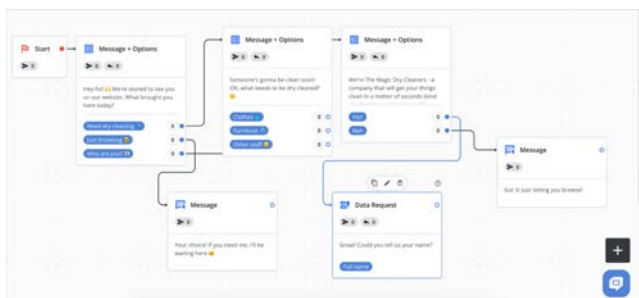 Start
Message + Options
Hey-ho! We're stored to see you
on our website. What brought you
here today?
Need dry cleaning
Just browsing
Who are you?
Message + Options
Someone's gonna be clean soon!
OK, what needs to be dry cleaned?
Clothes
Furniture
Other stuff
Message + Options
We're The Magic Dry Cleaners - a
company that will get your things
clean in a matter of seconds (kind
Message
Got it! Just letting you browse!
Message
Your choice! If you need me, I'll be
waiting here
Data Request
Great! Could you tell us your name?
Full name